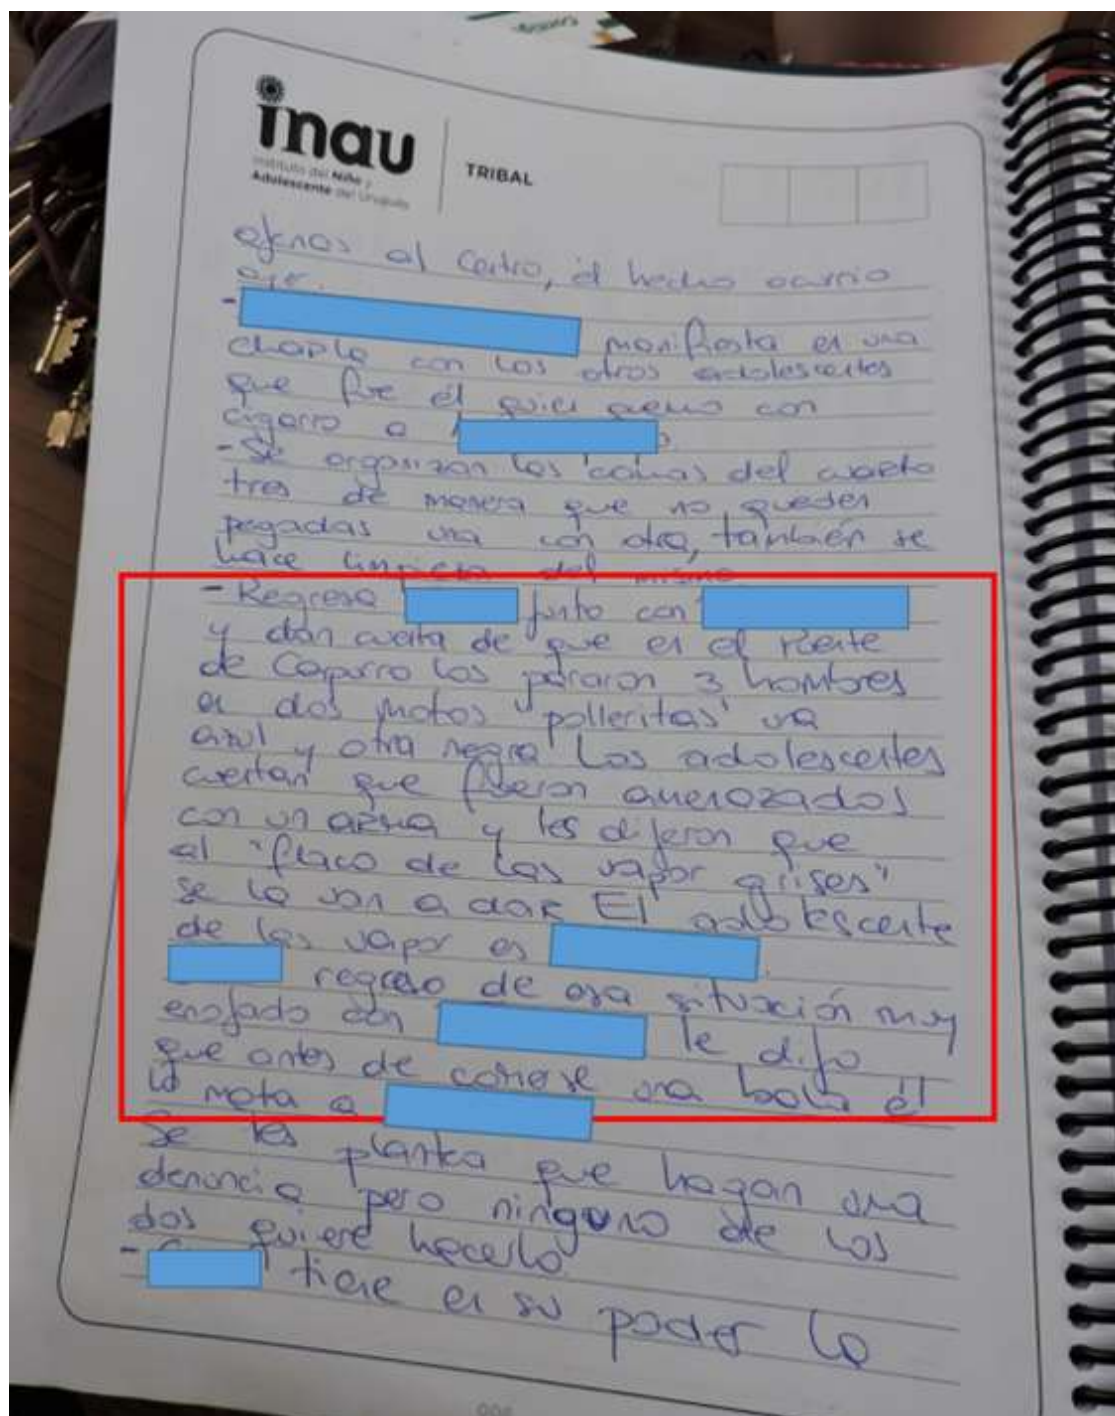 inau
Instituto del Niño y
Adolescente del Uruguay
TRIBAL
ajenos al Centro, el hecho ocurrio
ayer.
- manifiesta en una
charla con los otros adolescentes
que fue él quien quemo con
cigarro a
- Se organizan las camas del cuarto
tres de manera que no queden
pegadas una con otra, también se
hace limpieza del mismo
- Regresa junto con
y dan cuenta de que en el Puente
de Caparro los pararon 3 hombres
en dos motos "polleritas" una
azul y otra negra Los adolescentes
cuentan que fueron amenazados
con un arma y les dijeron que
al "flaco de las vapor grises"
se la van a dar El adolescente
de las vapor es
regreso de esa situación muy
enojado con le dijo
que antes de comerse una bala él
lo mata a
Se les plantea que hagan una
denuncia pero ninguno de los
dos quiere hacerlo
- tiene en su poder la